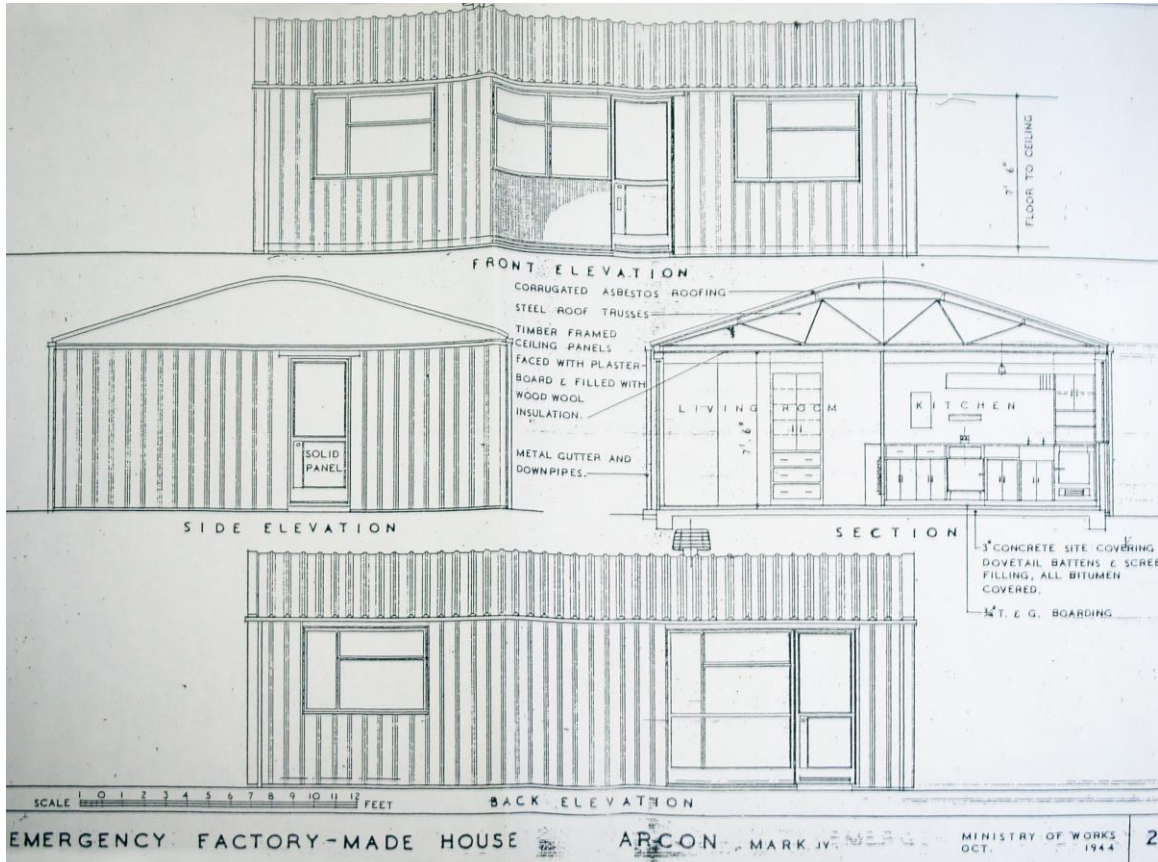 7' 6"
FLOOR TO CEILING
FRONT ELEVATION
CORRUGATED ASBESTOS ROOFING
STEEL ROOF TRUSSES
TIMBER FRAMED
CEILING PANELS
FACED WITH PLASTER-
BOARD & FILLED WITH
WOOD WOOL
INSULATION.
METAL GUTTER AND
DOWNPIPES.
SOLID
PANEL
SIDE ELEVATION
LIVING ROOM
KITCHEN
7' 6"
SECTION
3" CONCRETE SITE COVERING
DOVETAIL BATTENS & SCREE
FILLING, ALL BITUMEN
COVERED.
¾" T. & G. BOARDING
SCALE 1 0 1 2 3 4 5 6 7 8 9 10 11 12 FEET
BACK ELEVATION
EMERGENCY FACTORY-MADE HOUSE ARCON MARK IV
MINISTRY OF WORKS
OCT. 1944
2